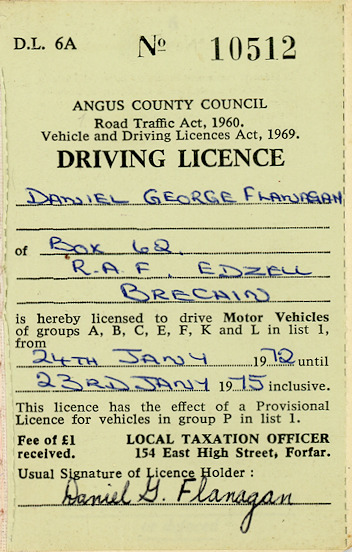 D.L. 6A
No 10512
ANGUS COUNTY COUNCIL
Road Traffic Act, 1960.
Vehicle and Driving Licences Act, 1969.
DRIVING LICENCE
DANIEL GEORGE FLANAGAN
of BOX 62,
R.A.F. EDZELL
BRECHIN
is hereby licensed to drive Motor Vehicles
of groups A, B, C, E, F, K and L in list 1,
from
24TH JANY 1972 until
23RD JANY 1975 inclusive.
This licence has the effect of a Provisional
Licence for vehicles in group P in list 1.
Fee of £1 LOCAL TAXATION OFFICER
received. 154 East High Street, Forfar.
Usual Signature of Licence Holder :
Daniel G. Flanagan